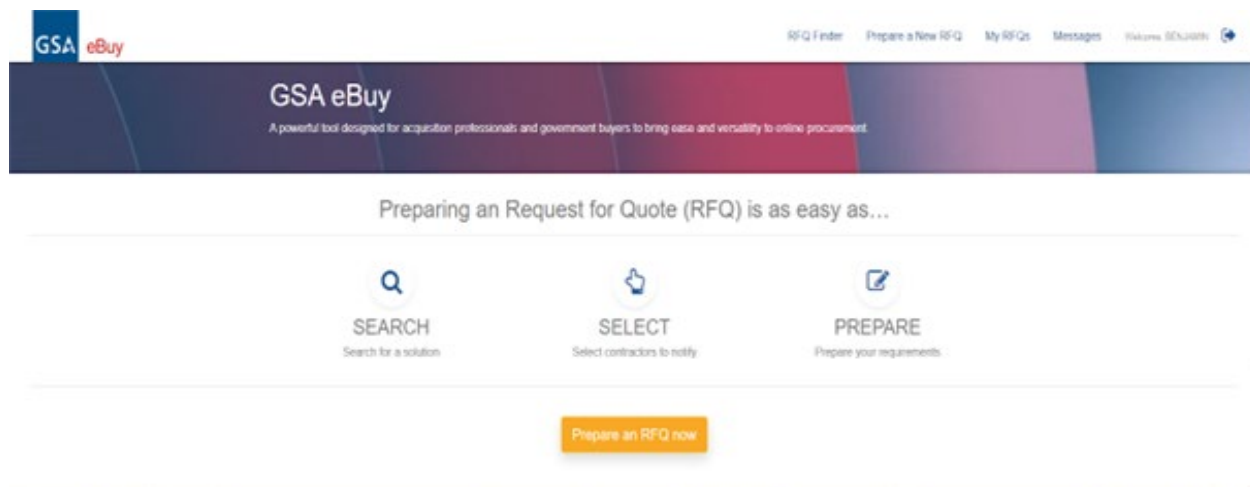 GSA eBuy
RFQ Finder Prepare a New RFQ My RFQs Messages Welcome, BENJAMIN
GSA eBuy
A powerful tool designed for acquisition professionals and government buyers to bring ease and versatility to online procurement.
Preparing an Request for Quote (RFQ) is as easy as...
SEARCH SELECT PREPARE
Search for a solution Select contractors to notify Prepare your requirements
Prepare an RFQ now